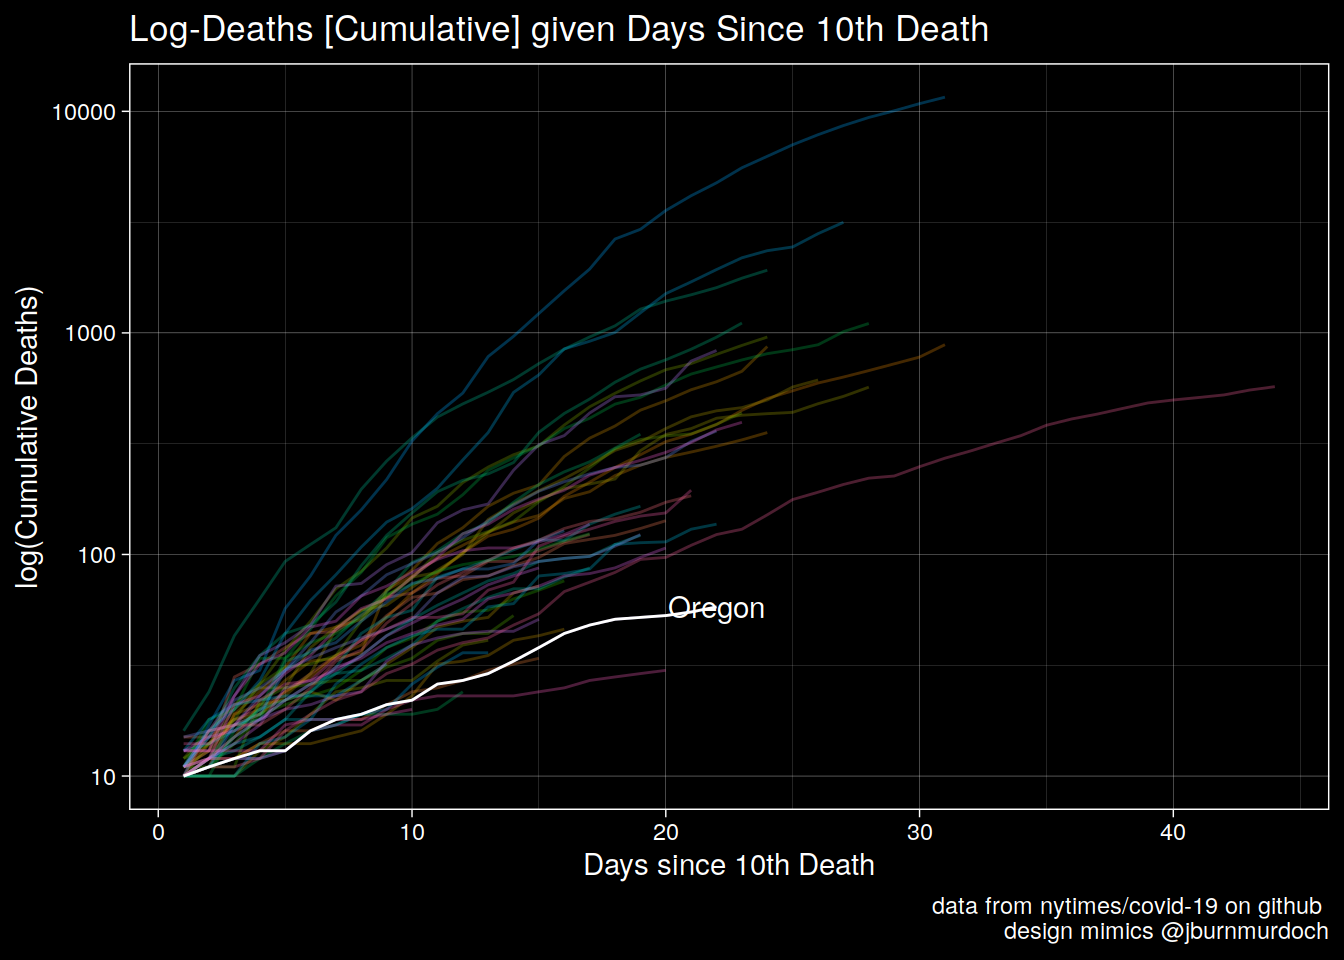 Log-Deaths [Cumulative] given Days Since 10th Death
log(Cumulative Deaths)
10000
1000
100
10
Oregon
0 10 20 30 40
Days since 10th Death
data from nytimes/covid-19 on github
design mimics @jburnmurdoch